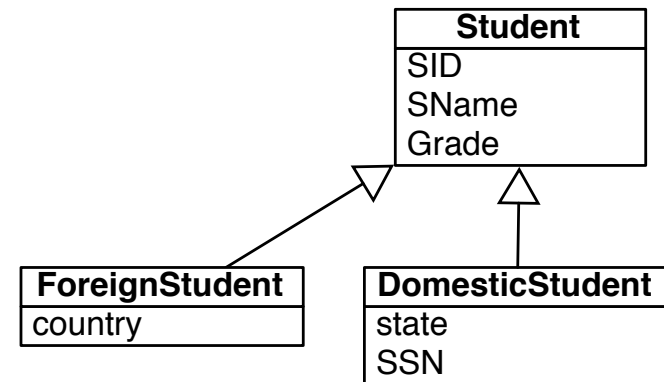 Student
SID
SName
Grade
ForeignStudent
country
DomesticStudent
state
SSN